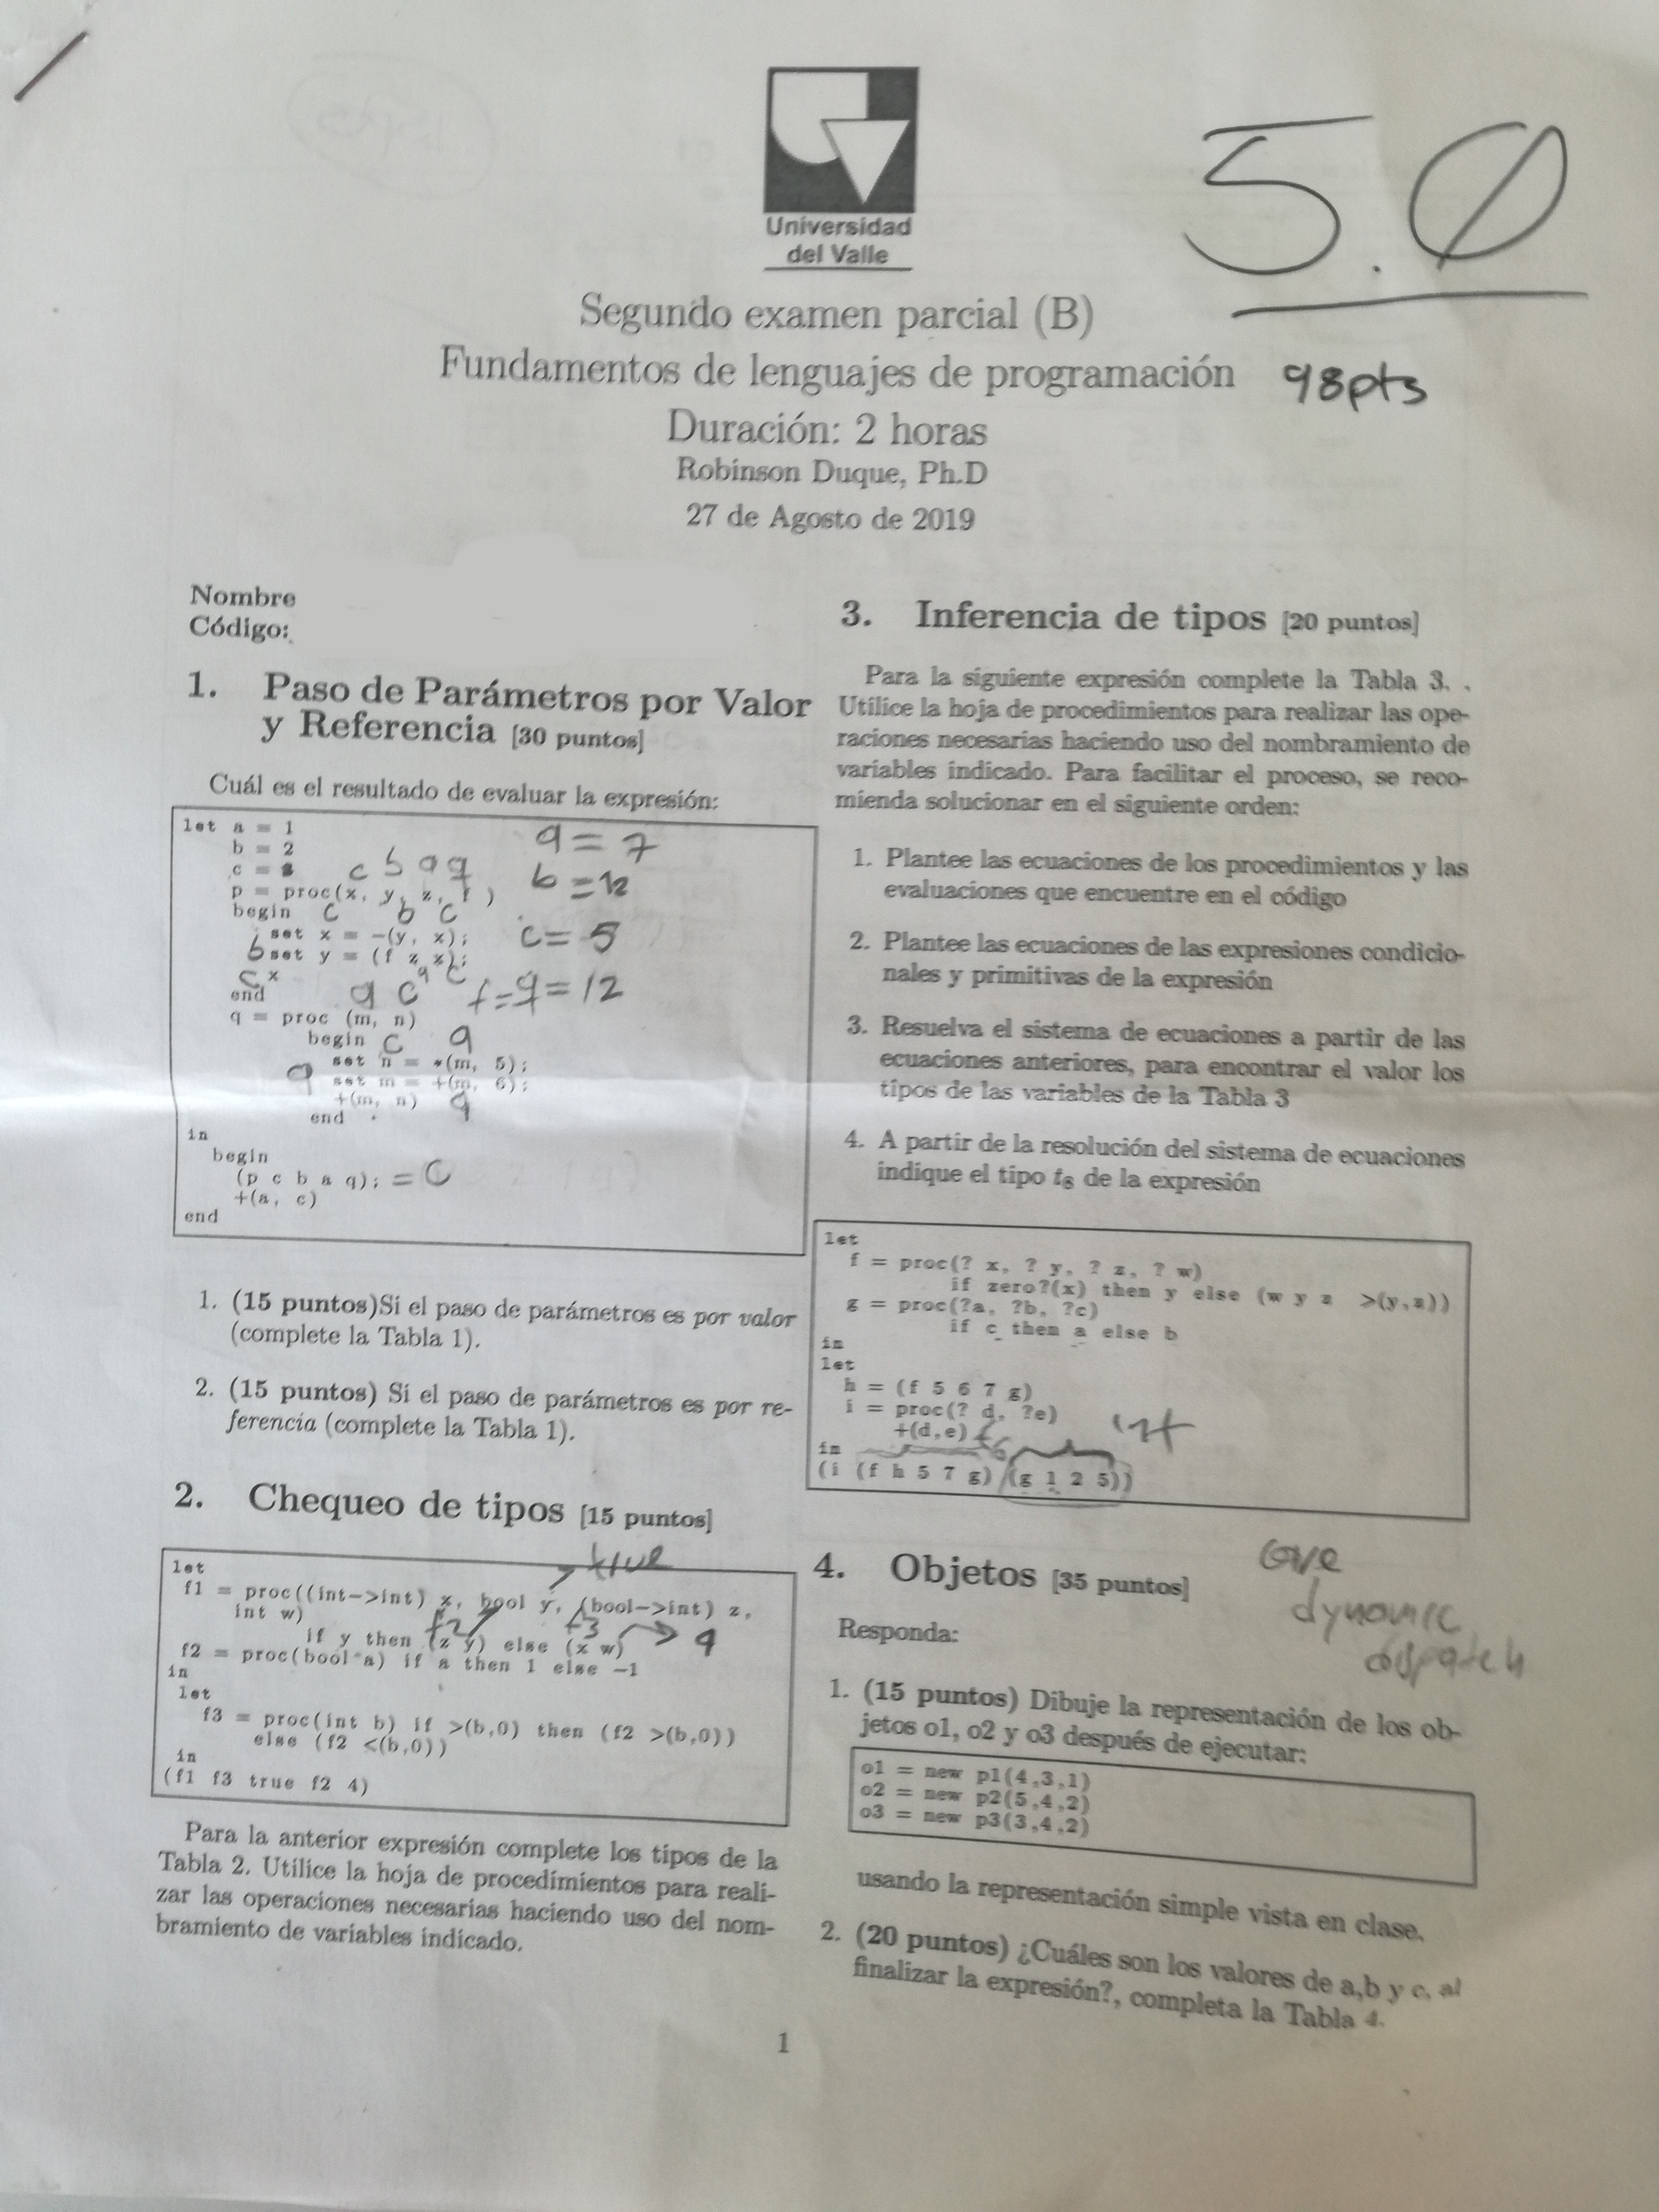 Universidad
del Valle
5.0
Segundo examen parcial (B)
Fundamentos de lenguajes de programación
98pts
Duración: 2 horas
Robinson Duque, Ph.D
27 de Agosto de 2019
Nombre
Código:
1. Paso de Parámetros por Valor
y Referencia [30 puntos]
Cuál es el resultado de evaluar la expresión:
let a = 1
b = 2
c =
p = proc(x, y, z, f )
begin
set x = -(y, x);
set y = (f z x);
x
end
q = proc (m, n)
begin
set n = *(m, 5);
set m = +(m, 6);
+(m, n)
end
in
begin
(p c b a q); = C
+(a, c)
end
c b a q
c b c
b
c
a c
a c
c a
a
a
a = 7
b = 12
c = 5
f = q = 12
1. (15 puntos)Si el paso de parámetros es por valor
(complete la Tabla 1).
2. (15 puntos) Si el paso de parámetros es por re-
ferencia (complete la Tabla 1).
2. Chequeo de tipos [15 puntos]
true
let
f1 = proc((int->int) x, bool y, (bool->int) z,
int w)
f2 f3
if y then (z y) else (x w)
f2 = proc(bool a) if a then 1 else -1
in
let
f3 = proc(int b) if >(b,0) then (f2 >(b,0))
else (f2 <(b,0))
in
(f1 f3 true f2 4)
Para la anterior expresión complete los tipos de la
Tabla 2. Utilice la hoja de procedimientos para reali-
zar las operaciones necesarias haciendo uso del nom-
bramiento de variables indicado.
3. Inferencia de tipos [20 puntos]
Para la siguiente expresión complete la Tabla 3. .
Utilice la hoja de procedimientos para realizar las ope-
raciones necesarias haciendo uso del nombramiento de
variables indicado. Para facilitar el proceso, se reco-
mienda solucionar en el siguiente orden:
1. Plantee las ecuaciones de los procedimientos y las
evaluaciones que encuentre en el código
2. Plantee las ecuaciones de las expresiones condicio-
nales y primitivas de la expresión
3. Resuelva el sistema de ecuaciones a partir de las
ecuaciones anteriores, para encontrar el valor los
tipos de las variables de la Tabla 3
4. A partir de la resolución del sistema de ecuaciones
indique el tipo t8 de la expresión
let
f = proc(? x, ? y, ? z, ? w)
if zero?(x) then y else (w y z >(y,z))
g = proc(?a, ?b, ?c)
if c then a else b
in
let
h = (f 5 6 7 g)
i = proc(? d, ?e)
+(d,e)
int
in
(i (f h 5 7 g) (g 1 2 5))
4. Objetos [35 puntos]
dynamic
dispatch
Responda:
1. (15 puntos) Dibuje la representación de los ob-
jetos o1, o2 y o3 después de ejecutar:
o1 = new p1(4,3,1)
o2 = new p2(5,4,2)
o3 = new p3(3,4,2)
usando la representación simple vista en clase.
2. (20 puntos) ¿Cuáles son los valores de a,b y c, al
finalizar la expresión?, completa la Tabla 4.
1